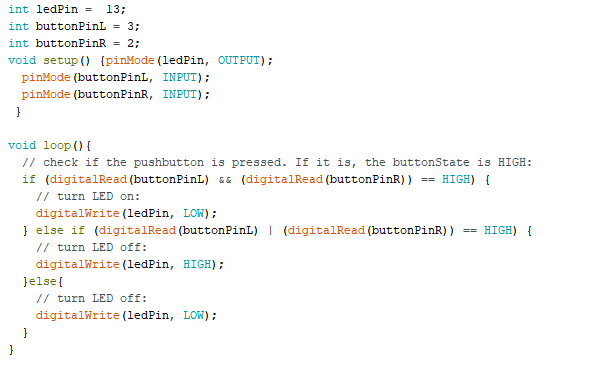 int ledPin =  13;
int buttonPinL = 3;
int buttonPinR = 2;
void setup() {pinMode(ledPin, OUTPUT);
  pinMode(buttonPinL, INPUT);
  pinMode(buttonPinR, INPUT);
 }

void loop(){
  // check if the pushbutton is pressed. If it is, the buttonState is HIGH:
  if (digitalRead(buttonPinL) && (digitalRead(buttonPinR)) == HIGH) {
    // turn LED on:
    digitalWrite(ledPin, LOW);
  } else if (digitalRead(buttonPinL) | (digitalRead(buttonPinR)) == HIGH) {
    // turn LED off:
    digitalWrite(ledPin, HIGH);
  }else{
    // turn LED off:
    digitalWrite(ledPin, LOW);
  }
}